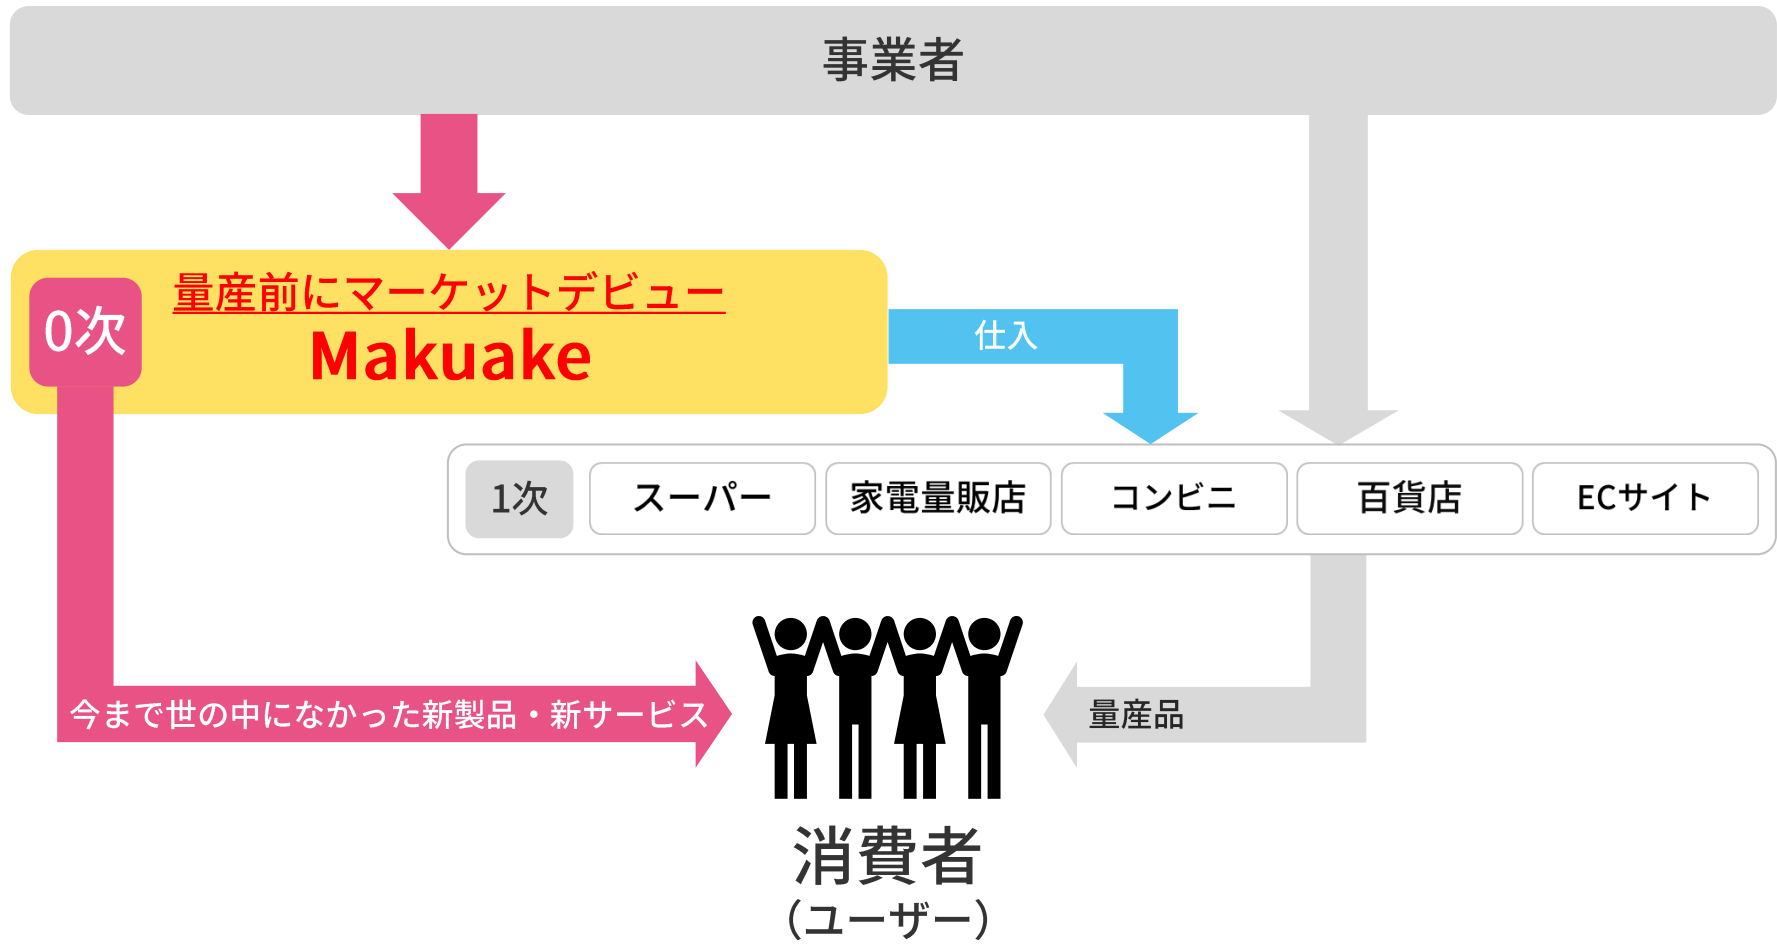 事業者
0次
量産前にマーケットデビュー
Makuake
仕入
1次
スーパー
家電量販店
コンビニ
百貨店
ECサイト
今まで世の中になかった新製品・新サービス
量産品
消費者
（ユーザー）